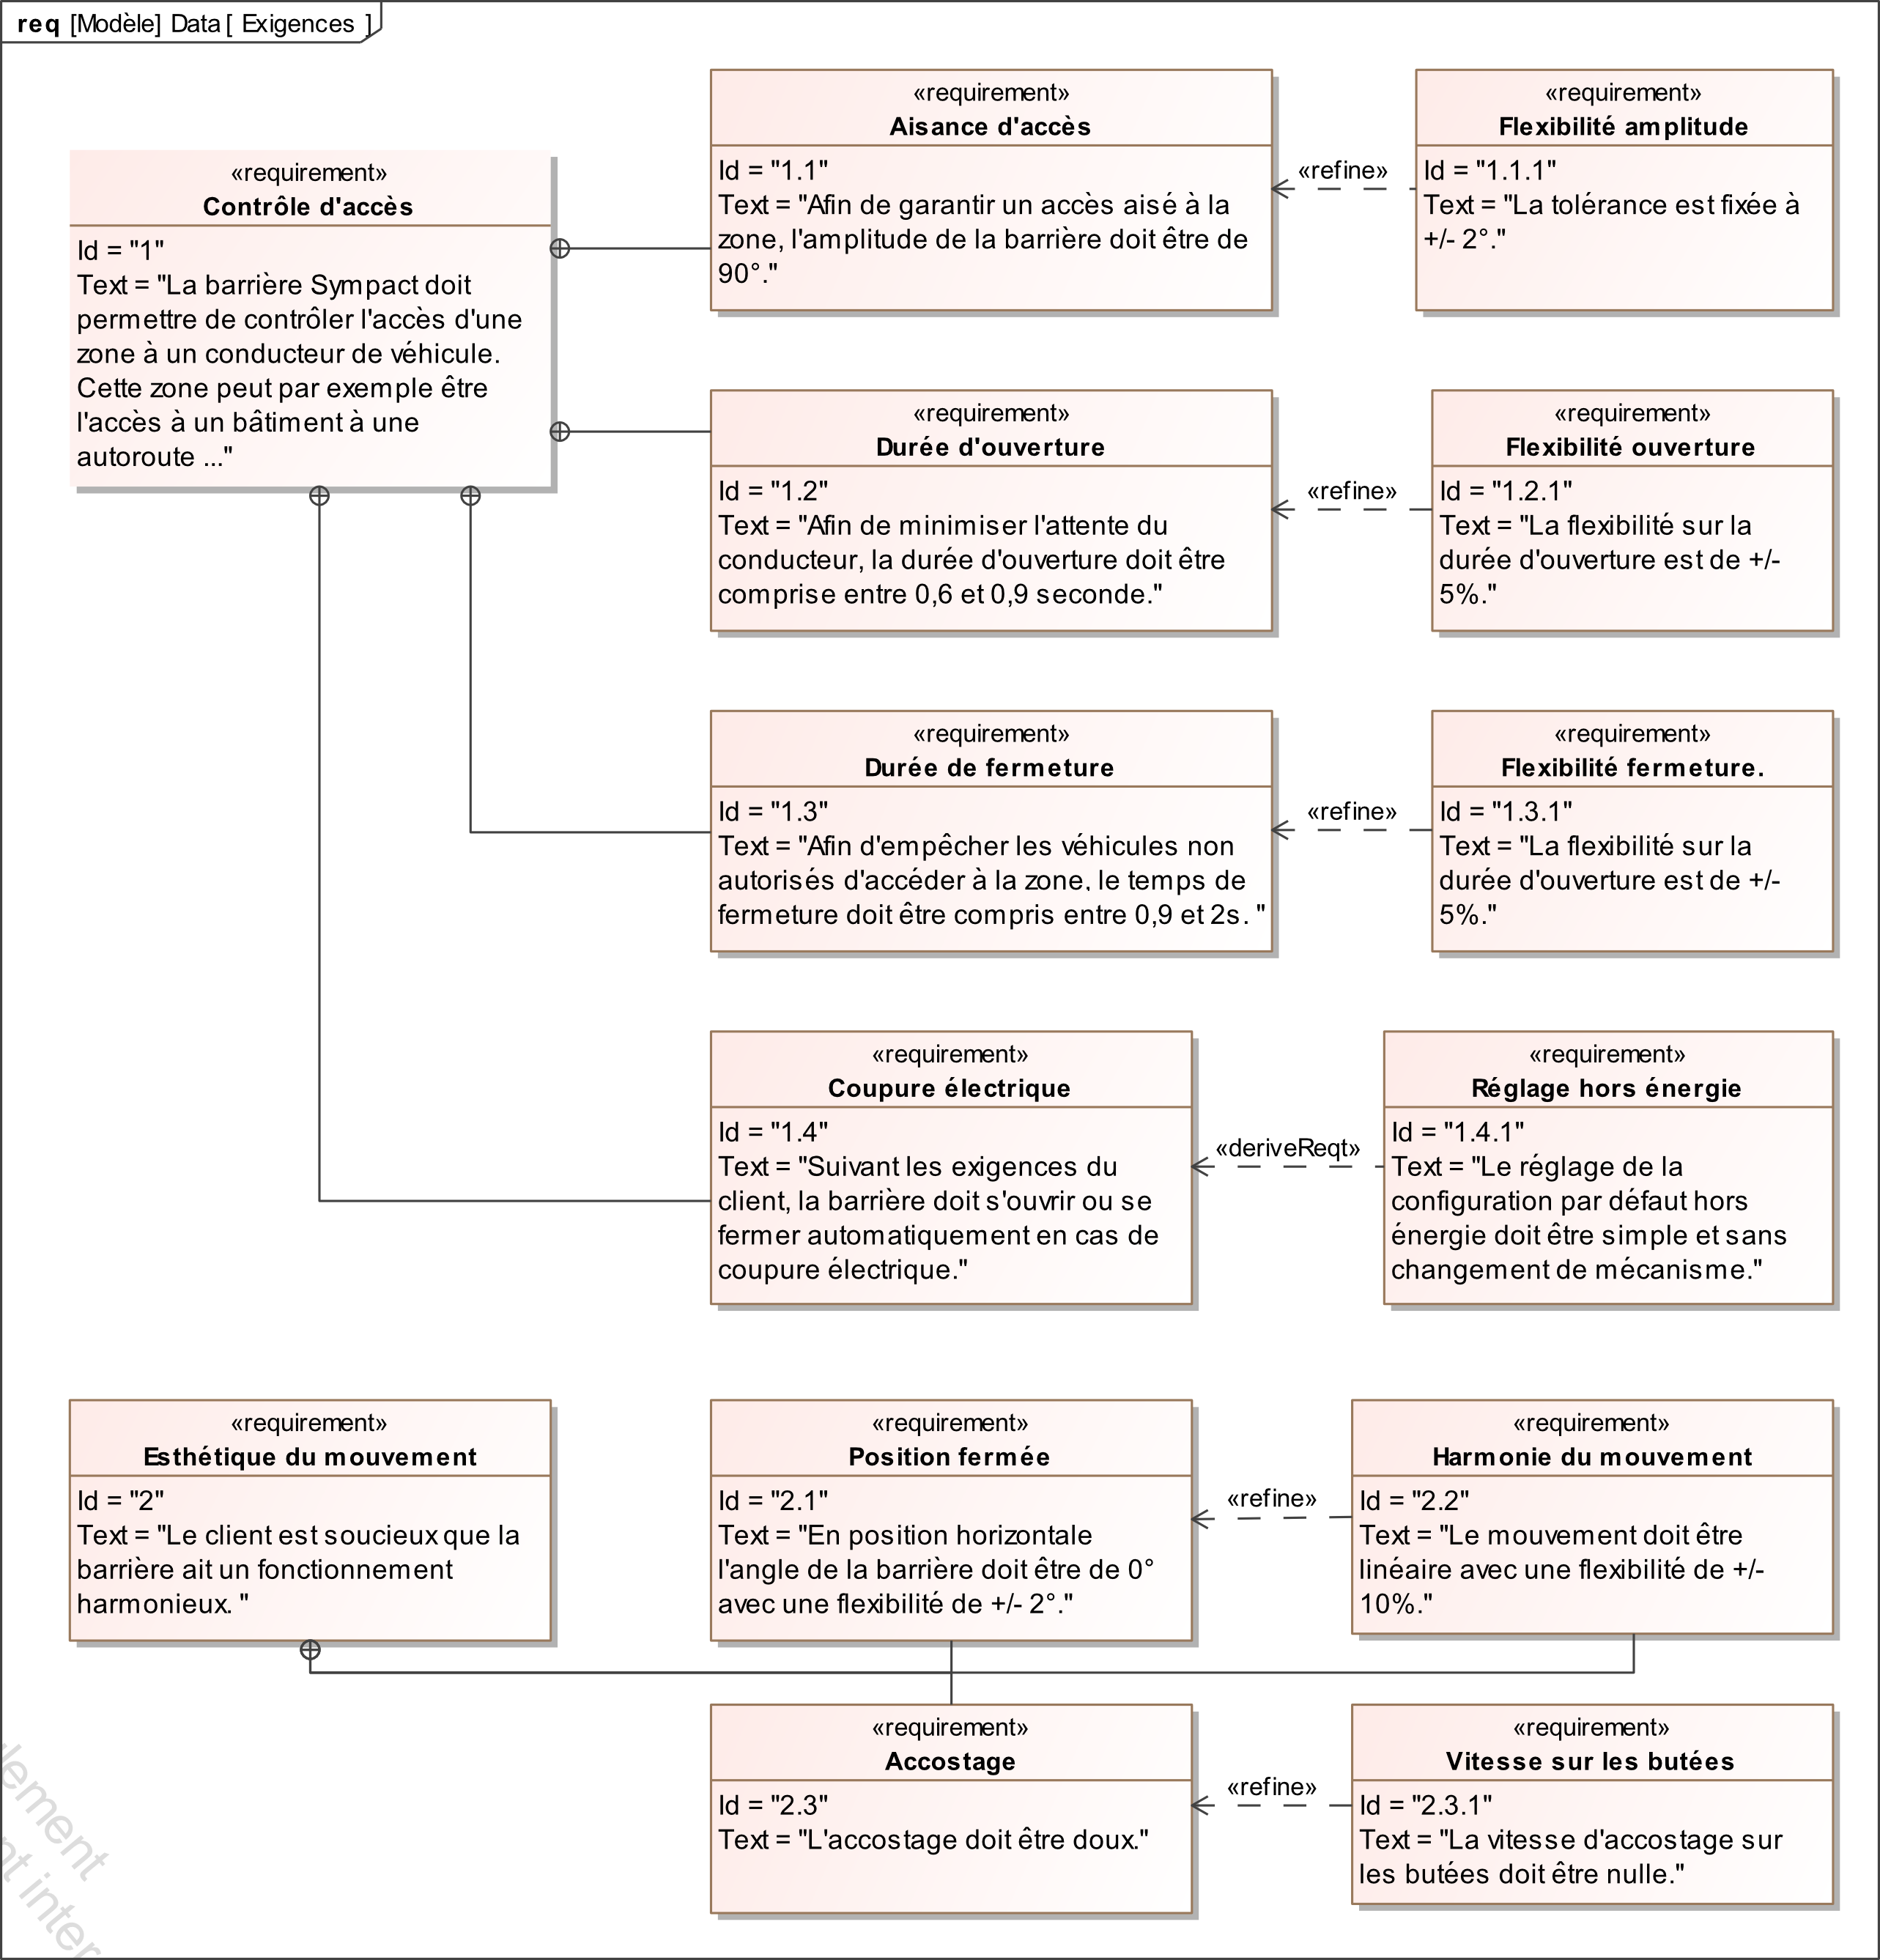 req [Modèle] Data [ Exigences ]
«requirement»
Contrôle d'accès
Id = "1"
Text = "La barrière Sympact doit
permettre de contrôler l'accès d'une
zone à un conducteur de véhicule.
Cette zone peut par exemple être
l'accès à un bâtiment à une
autoroute ..."
«requirement»
Aisance d'accès
Id = "1.1"
Text = "Afin de garantir un accès aisé à la
zone, l'amplitude de la barrière doit être de
90°."
«refine»
«requirement»
Flexibilité amplitude
Id = "1.1.1"
Text = "La tolérance est fixée à
+/- 2°."
«requirement»
Durée d'ouverture
Id = "1.2"
Text = "Afin de minimiser l'attente du
conducteur, la durée d'ouverture doit être
comprise entre 0,6 et 0,9 seconde."
«refine»
«requirement»
Flexibilité ouverture
Id = "1.2.1"
Text = "La flexibilité sur la
durée d'ouverture est de +/-
5%."
«requirement»
Durée de fermeture
Id = "1.3"
Text = "Afin d'empêcher les véhicules non
autorisés d'accéder à la zone, le temps de
fermeture doit être compris entre 0,9 et 2s. "
«refine»
«requirement»
Flexibilité fermeture.
Id = "1.3.1"
Text = "La flexibilité sur la
durée d'ouverture est de +/-
5%."
«requirement»
Coupure électrique
Id = "1.4"
Text = "Suivant les exigences du
client, la barrière doit s'ouvrir ou se
fermer automatiquement en cas de
coupure électrique."
«deriveReqt»
«requirement»
Réglage hors énergie
Id = "1.4.1"
Text = "Le réglage de la
configuration par défaut hors
énergie doit être simple et sans
changement de mécanisme."
«requirement»
Esthétique du mouvement
Id = "2"
Text = "Le client est soucieux que la
barrière ait un fonctionnement
harmonieux. "
«requirement»
Position fermée
Id = "2.1"
Text = "En position horizontale
l'angle de la barrière doit être de 0°
avec une flexibilité de +/- 2°."
«refine»
«requirement»
Harmonie du mouvement
Id = "2.2"
Text = "Le mouvement doit être
linéaire avec une flexibilité de +/-
10%."
«requirement»
Accostage
Id = "2.3"
Text = "L'accostage doit être doux."
«refine»
«requirement»
Vitesse sur les butées
Id = "2.3.1"
Text = "La vitesse d'accostage sur
les butées doit être nulle."